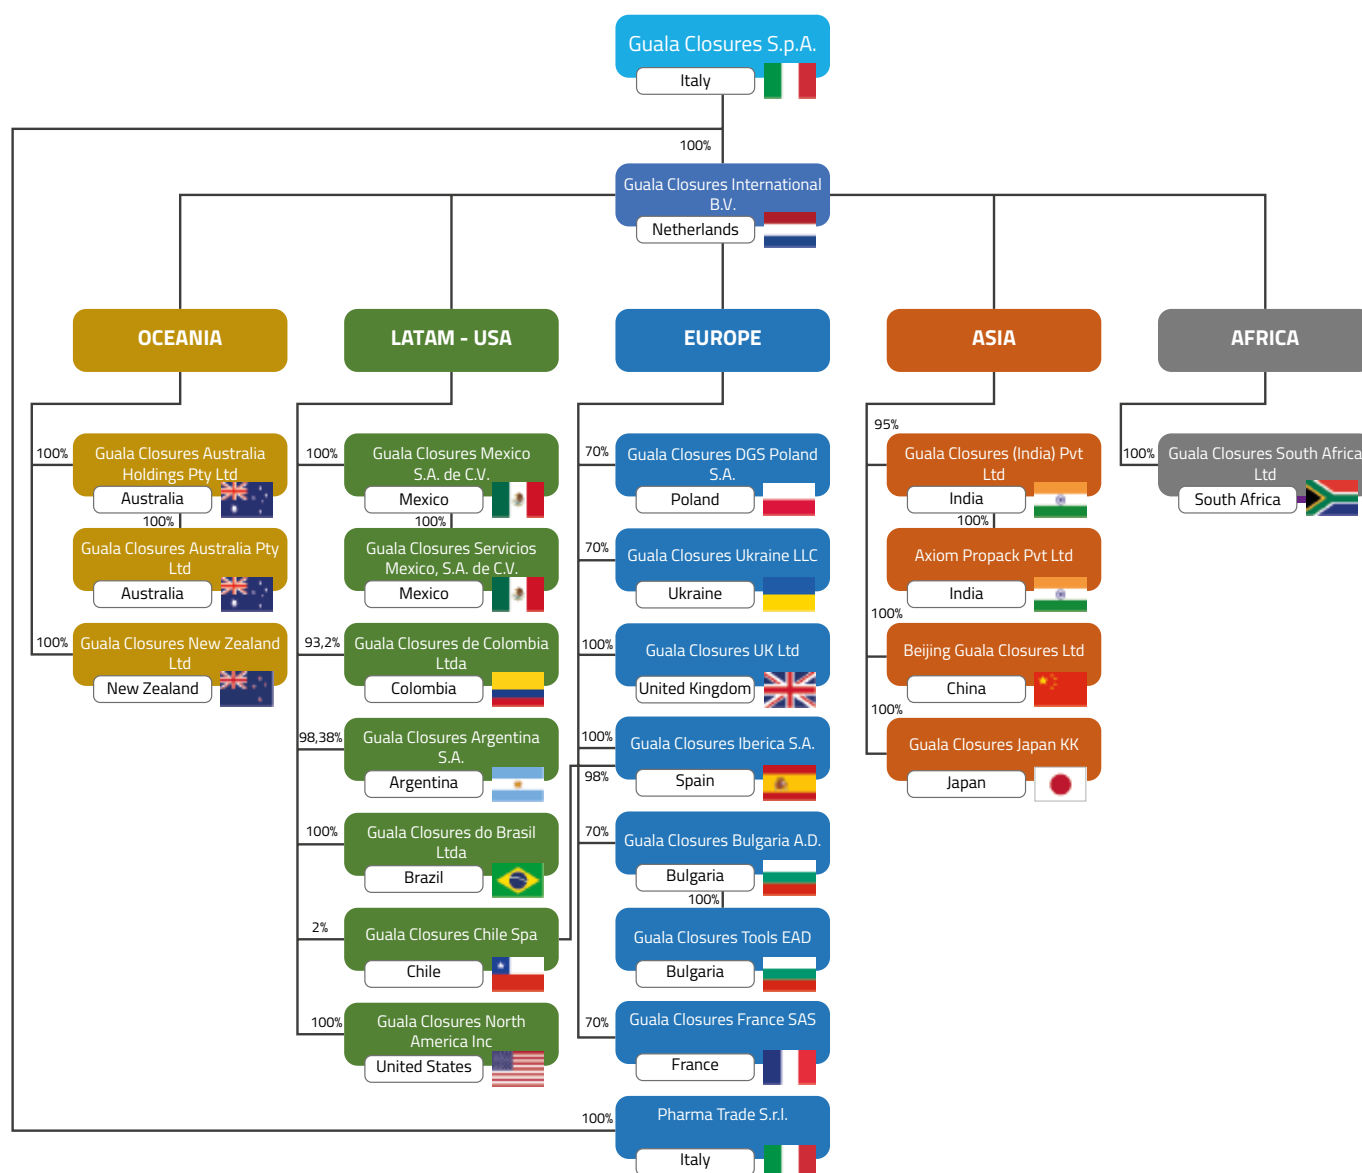 Guala Closures S.p.A.
Italy
100%
Guala Closures International
B.V.
Netherlands
OCEANIA
LATAM - USA
EUROPE
ASIA
AFRICA
100%
Guala Closures Australia
Holdings Pty Ltd
Australia
100%
Guala Closures Australia Pty
Ltd
Australia
100%
Guala Closures New Zealand
Ltd
New Zealand
100%
Guala Closures Mexico
S.A. de C.V.
Mexico
100%
Guala Closures Servicios
Mexico, S.A. de C.V.
Mexico
93,2%
Guala Closures de Colombia
Ltda
Colombia
98,38%
Guala Closures Argentina
S.A.
Argentina
100%
Guala Closures do Brasil
Ltda
Brazil
2%
Guala Closures Chile Spa
Chile
100%
Guala Closures North
America Inc
United States
70%
Guala Closures DGS Poland
S.A.
Poland
70%
Guala Closures Ukraine LLC
Ukraine
100%
Guala Closures UK Ltd
United Kingdom
100%
Guala Closures Iberica S.A.
98%
Spain
70%
Guala Closures Bulgaria A.D.
Bulgaria
100%
Guala Closures Tools EAD
Bulgaria
70%
Guala Closures France SAS
France
100%
Pharma Trade S.r.l.
Italy
95%
Guala Closures (India) Pvt
Ltd
India
100%
Axiom Propack Pvt Ltd
India
100%
Beijing Guala Closures Ltd
China
100%
Guala Closures Japan KK
Japan
100%
Guala Closures South Africa
Ltd
South Africa